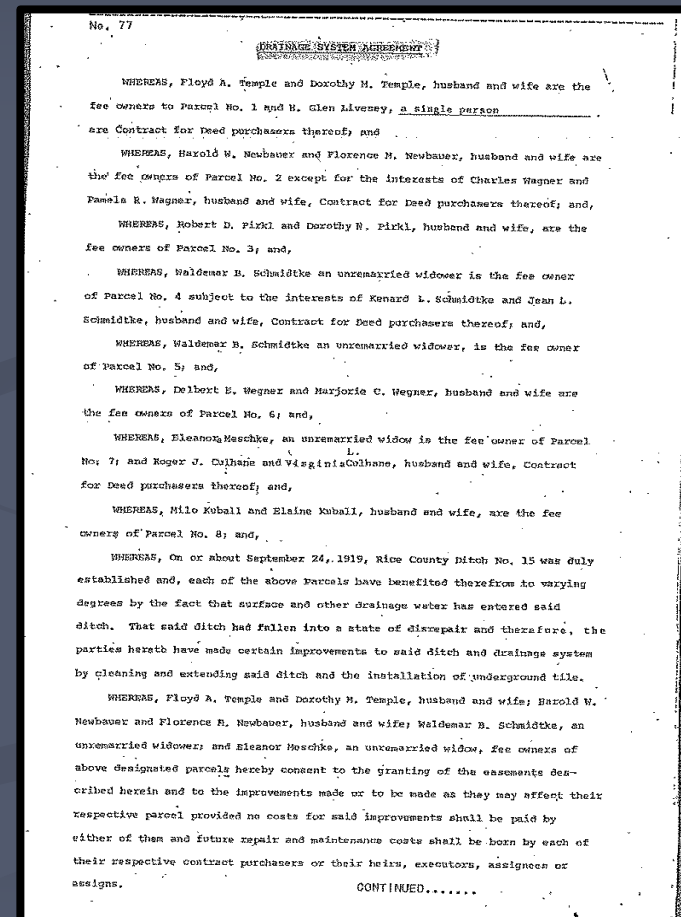 No. 77
DRAINAGE SYSTEM AGREEMENT
WHEREAS, Floyd A. Temple and Dorothy M. Temple, husband and wife are the
fee owners to Parcel No. 1 and H. Glen Livesey, a single person
are Contract for Deed purchasers thereof; and
WHEREAS, Harold W. Newbauer and Florence M. Newbauer, husband and wife are
the fee owners of Parcel No. 2 except for the interests of Charles Wagner and
Pamela R. Wagner, husband and wife, Contract for Deed purchasers thereof; and,
WHEREAS, Robert D. Pirkl and Dorothy N. Pirkl, husband and wife, are the
fee owners of Parcel No. 3; and,
WHEREAS, Waldemar B. Schmidtke an unremarried widower is the fee owner
of Parcel No. 4 subject to the interests of Kenard L. Schmidtke and Jean L.
Schmidtke, husband and wife, Contract for Deed purchasers thereof; and,
WHEREAS, Waldemar B. Schmidtke an unremarried widower, is the fee owner
of Parcel No. 5; and,
WHEREAS, Delbert E. Wegner and Marjorie C. Wegner, husband and wife are
the fee owners of Parcel No. 6; and,
WHEREAS, Eleanor Meschke, an unremarried widow is the fee owner of Parcel
No. 7; and Roger J. Culhane and Virginia L. Culhane, husband and wife, Contract
for Deed purchasers thereof; and,
WHEREAS, Milo Kuball and Elaine Kuball, husband and wife, are the fee
owners of Parcel No. 8; and,
WHEREAS, On or about September 24, 1919, Rice County Ditch No. 15 was duly
established and, each of the above Parcels have benefited therefrom to varying
degrees by the fact that surface and other drainage water has entered said
ditch. That said ditch had fallen into a state of disrepair and therefore, the
parties hereto have made certain improvements to said ditch and drainage system
by cleaning and extending said ditch and the installation of underground tile.
WHEREAS, Floyd A. Temple and Dorothy M. Temple, husband and wife; Harold W.
Newbauer and Florence M. Newbauer, husband and wife; Waldemar B. Schmidtke, an
unremarried widower; and Eleanor Meschke, an unremarried widow, fee owners of
above designated parcels hereby consent to the granting of the easements des-
cribed herein and to the improvements made or to be made as they may affect their
respective parcel provided no costs for said improvements shall be paid by
either of them and future repair and maintenance costs shall be born by each of
their respective contract purchasers or their heirs, executors, assignees or
assigns.
CONTINUED.......